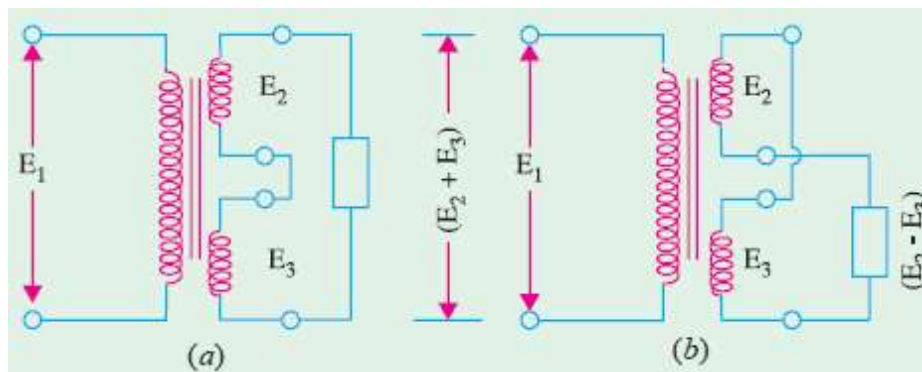 E₁
E₂
E₃
(E₂ + E₃)
(a)
E₁
E₂
E₃
(E₂ - E₃)
(b)